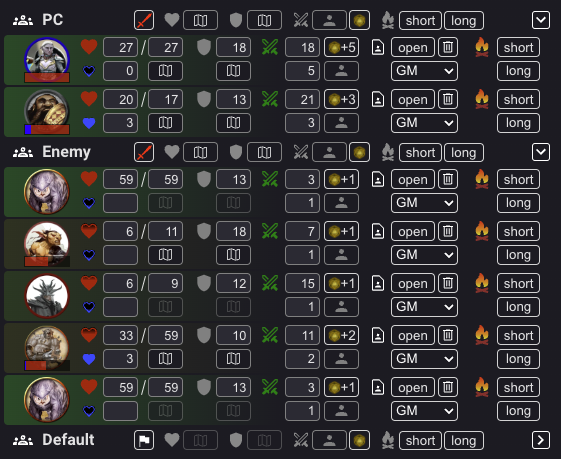 PC short long
27 / 27 18 18 +5 open short
0 5 GM long
20 / 17 13 21 +3 open short
3 3 GM long
Enemy short long
59 / 59 13 3 +1 open short
1 GM long
6 / 11 18 7 +1 open short
1 GM long
6 / 9 12 15 +1 open short
1 GM long
33 / 59 10 11 +2 open short
3 2 GM long
59 / 59 13 3 +1 open short
1 GM long
Default short long